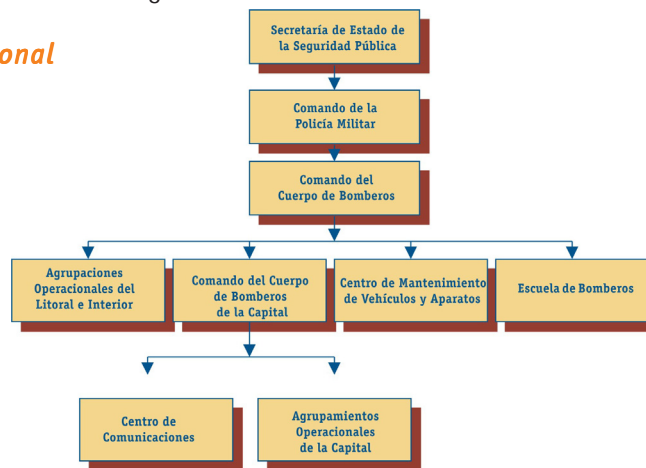 onal
Secretaría de Estado de
la Seguridad Pública
Comando de la
Policía Militar
Comando del
Cuerpo de Bomberos
Agrupaciones
Operacionales del
Litoral e Interior
Comando del Cuerpo
de Bomberos
de la Capital
Centro de Mantenimiento
de Vehículos y Aparatos
Escuela de Bomberos
Centro de
Comunicaciones
Agrupamientos
Operacionales
de la Capital